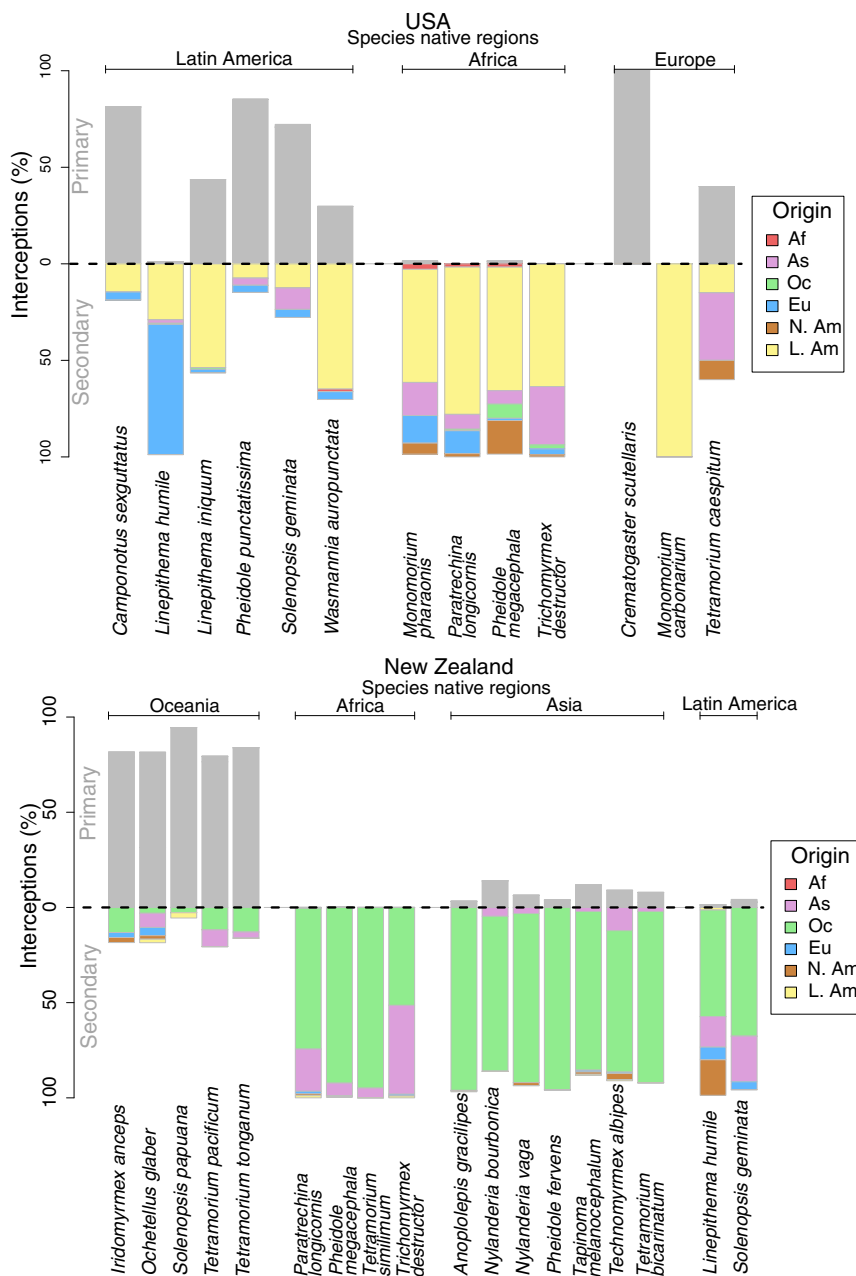 USA
Species native regions
Latin America
Africa
Europe
100
50
0
50
100
Interceptions (%)
Primary
Secondary
Origin
Af
As
Oc
Eu
N. Am
L. Am
Camponotus sexguttatus
Linepithema humile
Linepithema iniquum
Pheidole punctatissima
Solenopsis geminata
Wasmannia auropunctata
Monomorium
pharaonis
Paratrechina
longicornis
Pheidole
megacephala
Trichomyrmex
destructor
Crematogaster scutellaris
Monomorium
carbonarium
Tetramorium caespitum
New Zealand
Species native regions
Oceania
Africa
Asia
Latin America
100
50
0
50
100
Interceptions (%)
Primary
Secondary
Origin
Af
As
Oc
Eu
N. Am
L. Am
Iridomyrmex anceps
Ochetellus glaber
Solenopsis papuana
Tetramorium pacificum
Tetramorium tonganum
Paratrechina
longicornis
Pheidole
megacephala
Tetramorium
similimum
Trichomyrmex
destructor
Anoplolepis gracilipes
Nylanderia bourbonica
Nylanderia vaga
Pheidole fervens
Tapinoma
melanocephalum
Technomyrmex albipes
Tetramorium
bicarinatum
Linepithema humile
Solenopsis geminata